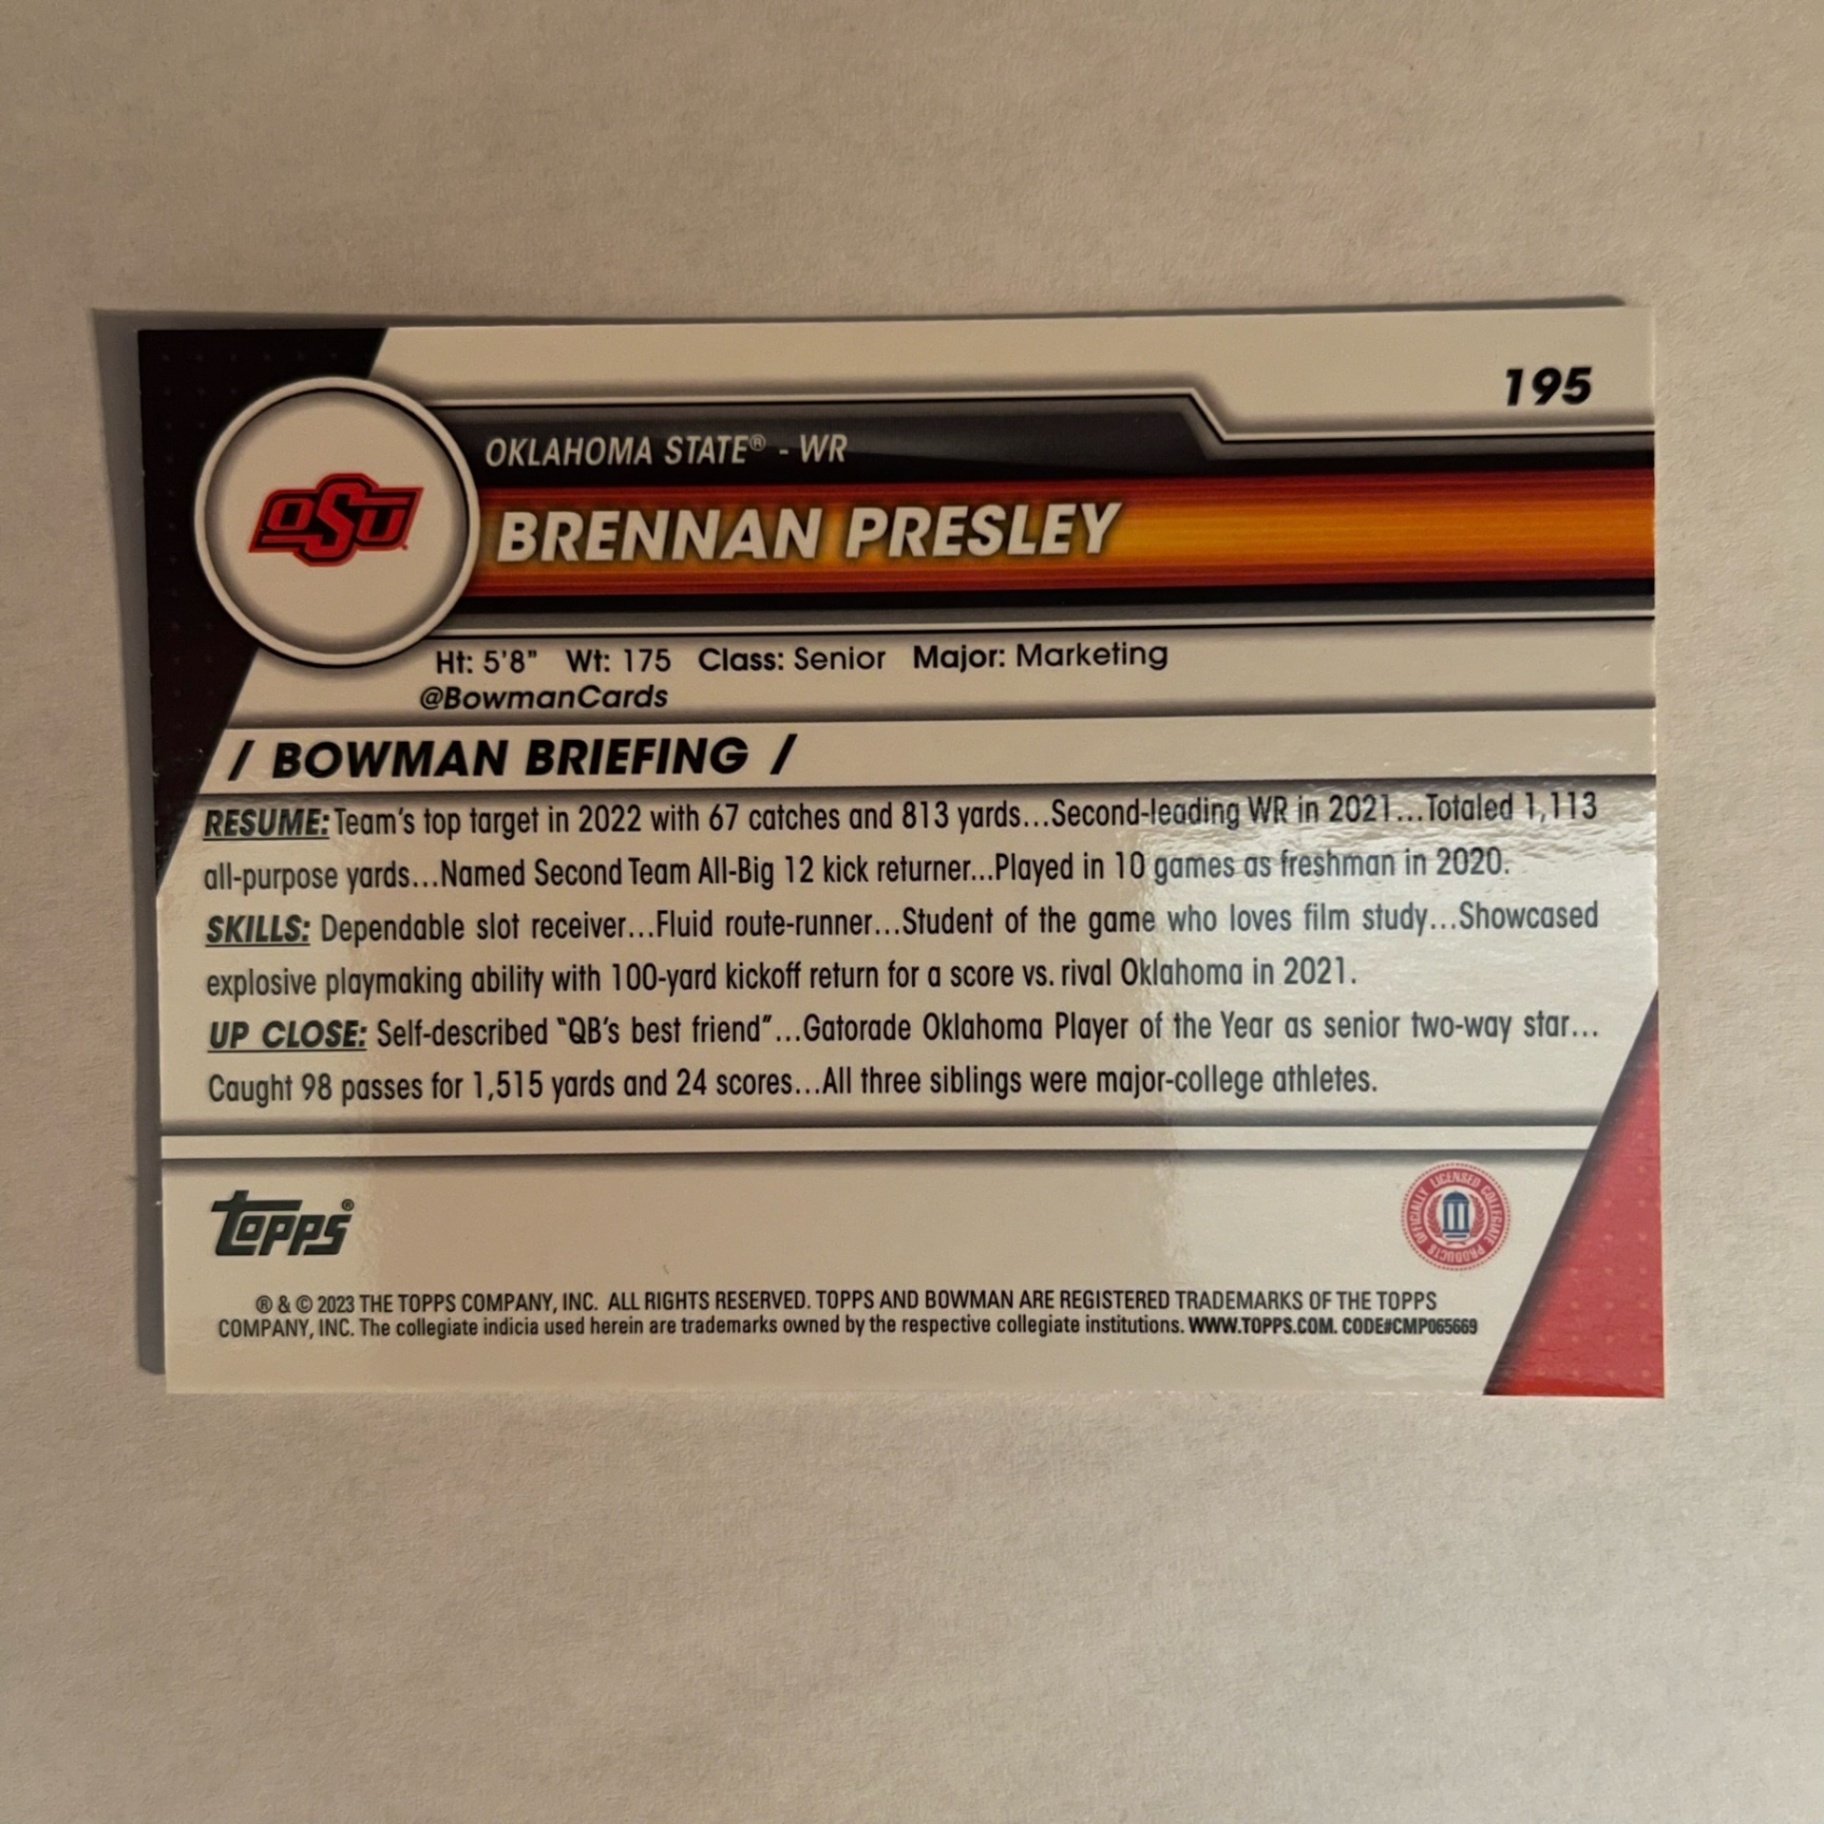 195
OKLAHOMA STATE® - WR
OSU
BRENNAN PRESLEY
Ht: 5'8" Wt: 175 Class: Senior Major: Marketing
@BowmanCards
/ BOWMAN BRIEFING /
RESUME: Team's top target in 2022 with 67 catches and 813 yards...Second-leading WR in 2021...Totaled 1,113
all-purpose yards...Named Second Team All-Big 12 kick returner...Played in 10 games as freshman in 2020.
SKILLS: Dependable slot receiver...Fluid route-runner...Student of the game who loves film study...Showcased
explosive playmaking ability with 100-yard kickoff return for a score vs. rival Oklahoma in 2021.
UP CLOSE: Self-described "QB's best friend"...Gatorade Oklahoma Player of the Year as senior two-way star...
Caught 98 passes for 1,515 yards and 24 scores...All three siblings were major-college athletes.
topps®
OFFICIALLY LICENSED COLLEGIATE PRODUCTS
® & © 2023 THE TOPPS COMPANY, INC. ALL RIGHTS RESERVED. TOPPS AND BOWMAN ARE REGISTERED TRADEMARKS OF THE TOPPS
COMPANY, INC. The collegiate indicia used herein are trademarks owned by the respective collegiate institutions. WWW.TOPPS.COM. CODE#CMP065669